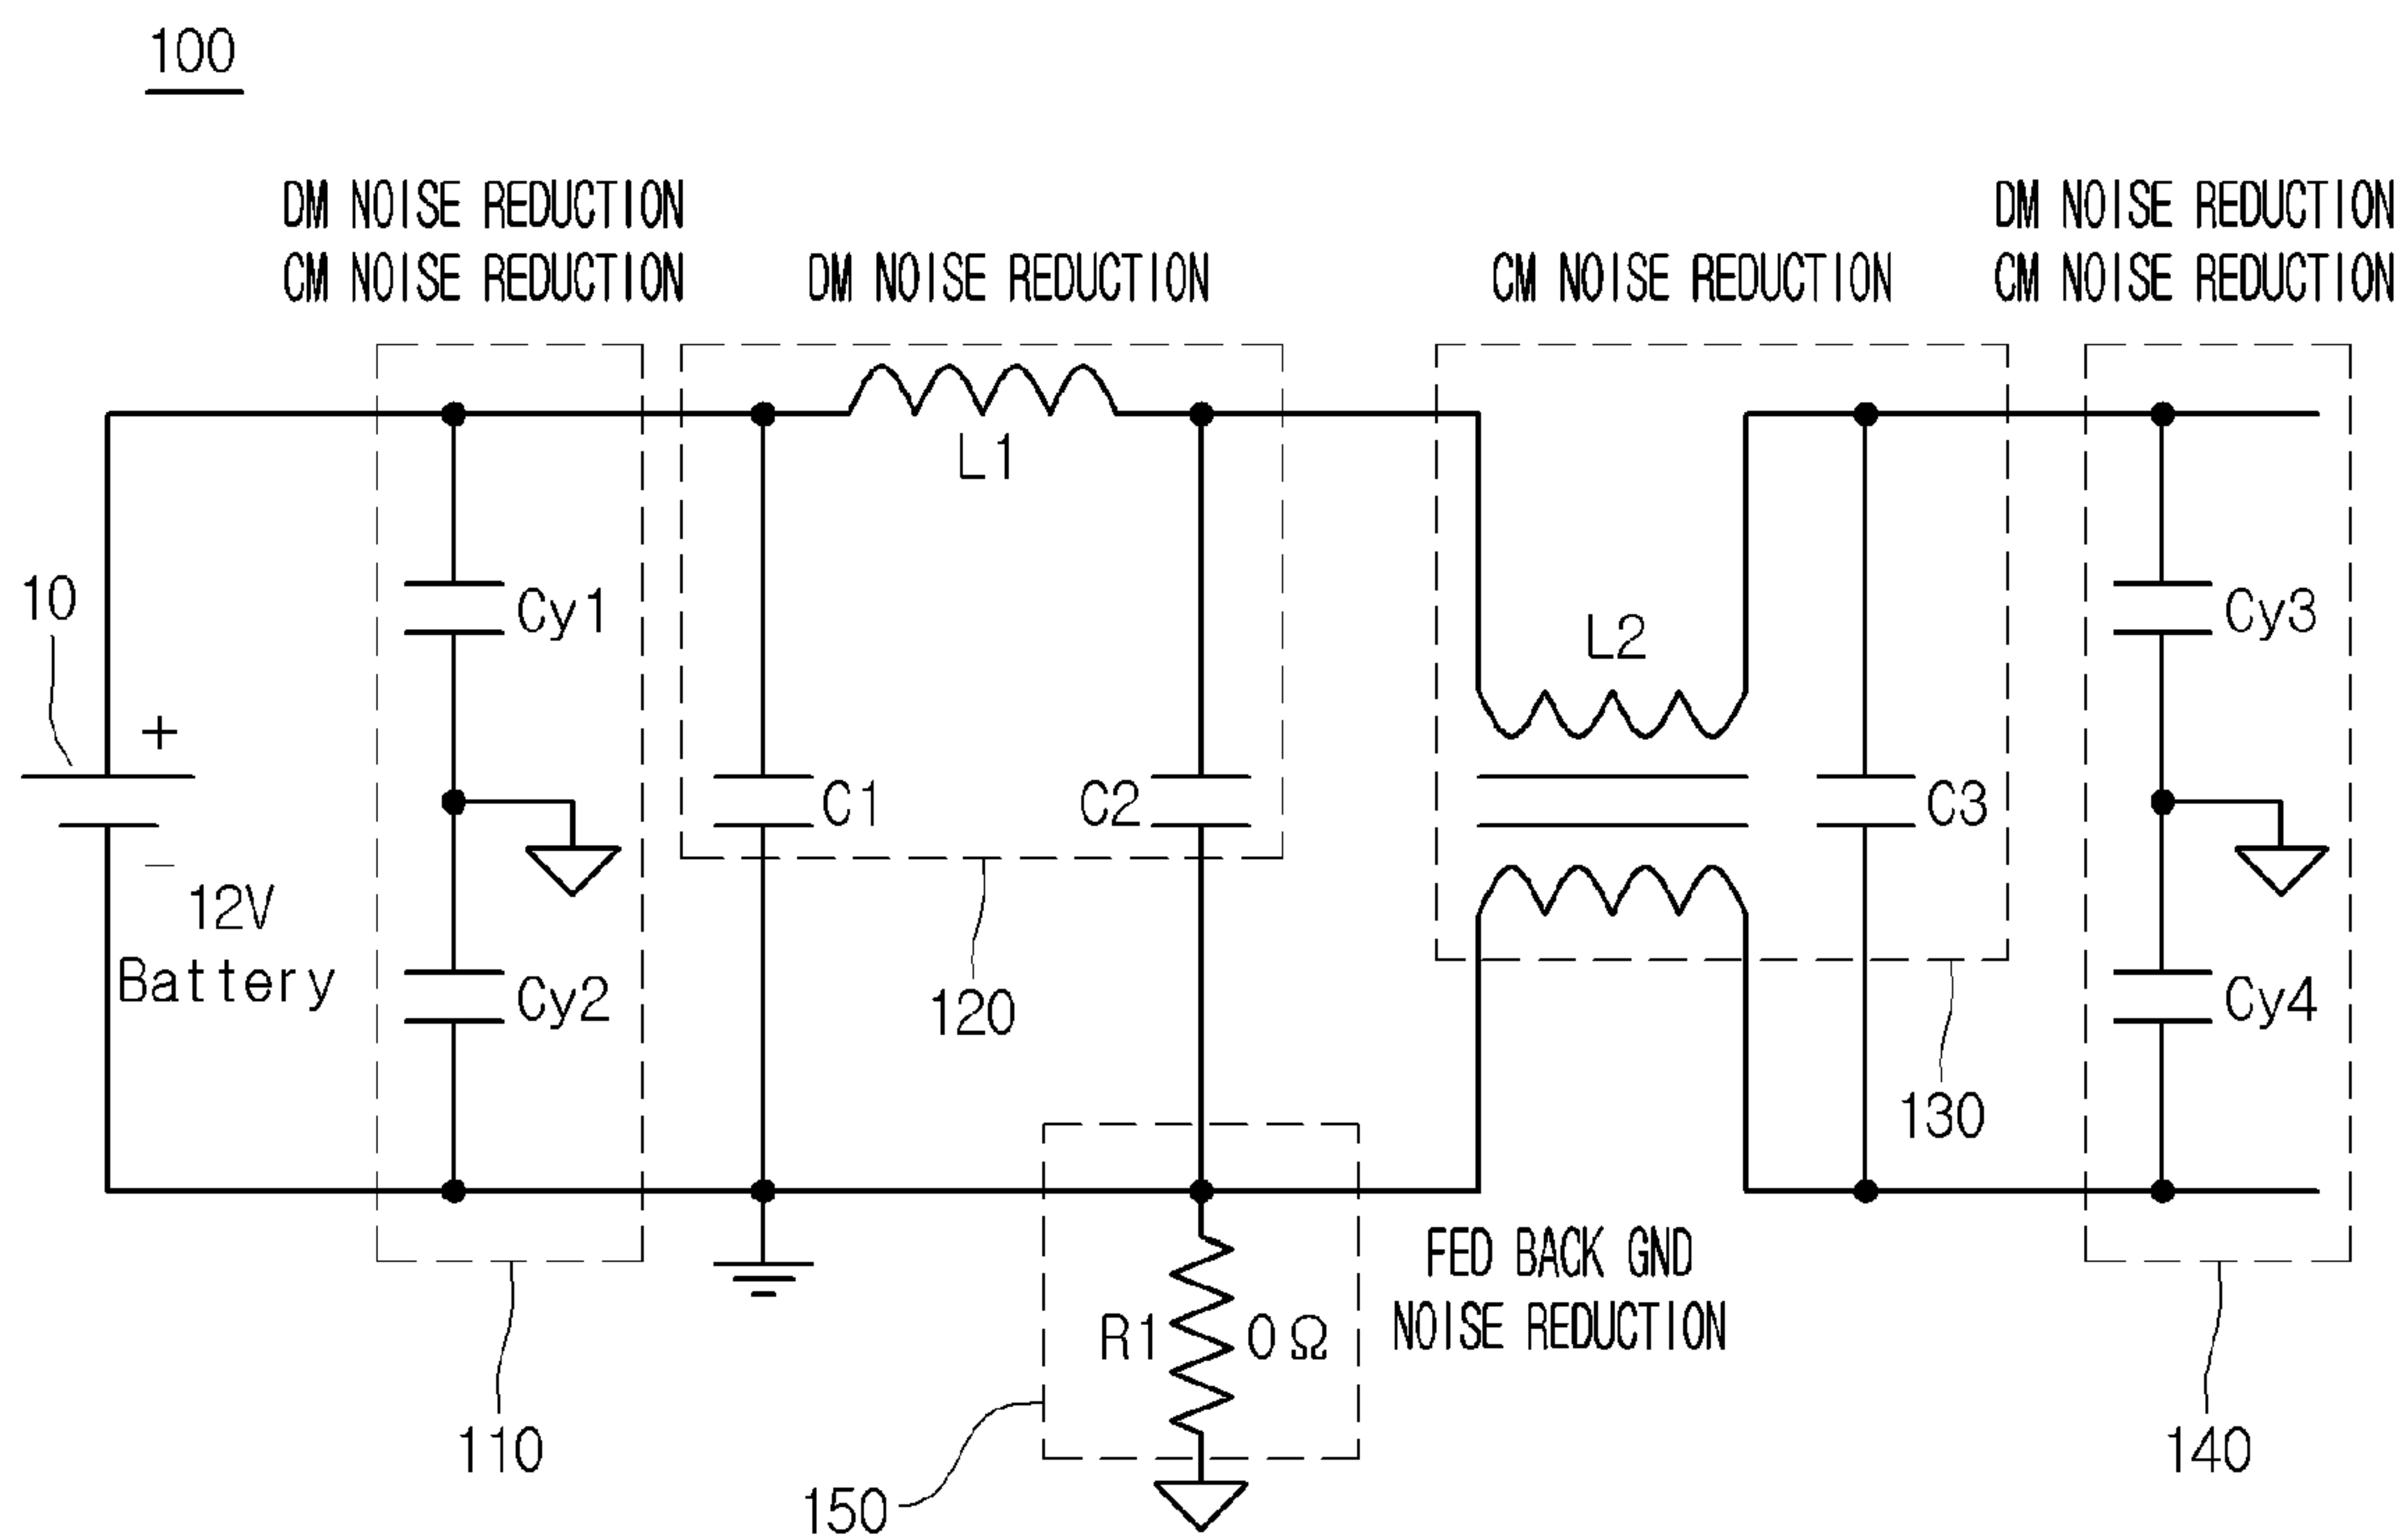 100
DM NOISE REDUCTION
CM NOISE REDUCTION
DM NOISE REDUCTION
CM NOISE REDUCTION
DM NOISE REDUCTION
CM NOISE REDUCTION
L1
10
Cy1
L2
Cy3
+
C1
C2
C3
−
12V
Battery
Cy2
120
Cy4
130
FED BACK GND
NOISE REDUCTION
R1
0Ω
110
140
150